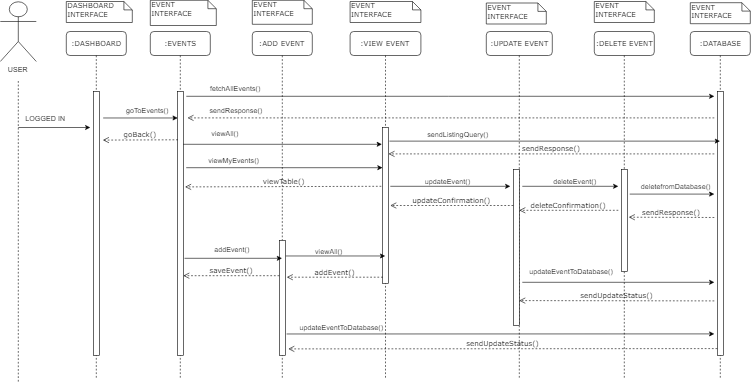 DASHBOARD
INTERFACE
EVENT
INTERFACE
EVENT
INTERFACE
EVENT
INTERFACE
EVENT
INTERFACE
EVENT
INTERFACE
EVENT
INTERFACE
:DASHBOARD
:EVENTS
:ADD EVENT
:VIEW EVENT
:UPDATE EVENT
:DELETE EVENT
:DATABASE
USER
fetchAllEvents()
goToEvents()
sendResponse()
LOGGED IN
goBack()
viewAll()
sendListingQuery()
sendResponse()
viewMyEvents()
viewTable()
updateEvent()
deleteEvent()
deletefromDatabase()
updateConfirmation()
deleteConfirmation()
sendResponse()
addEvent()
viewAll()
saveEvent()
addEvent()
updateEventToDatabase()
sendUpdateStatus()
updateEventToDatabase()
sendUpdateStatus()